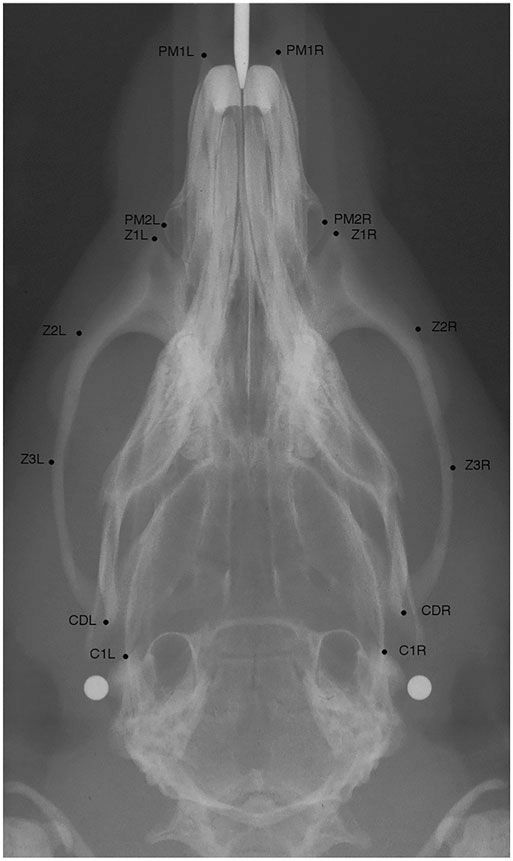 PM1L
PM1R
PM2L
PM2R
Z1L
Z1R
Z2L
Z2R
Z3L
Z3R
CDL
CDR
C1L
C1R